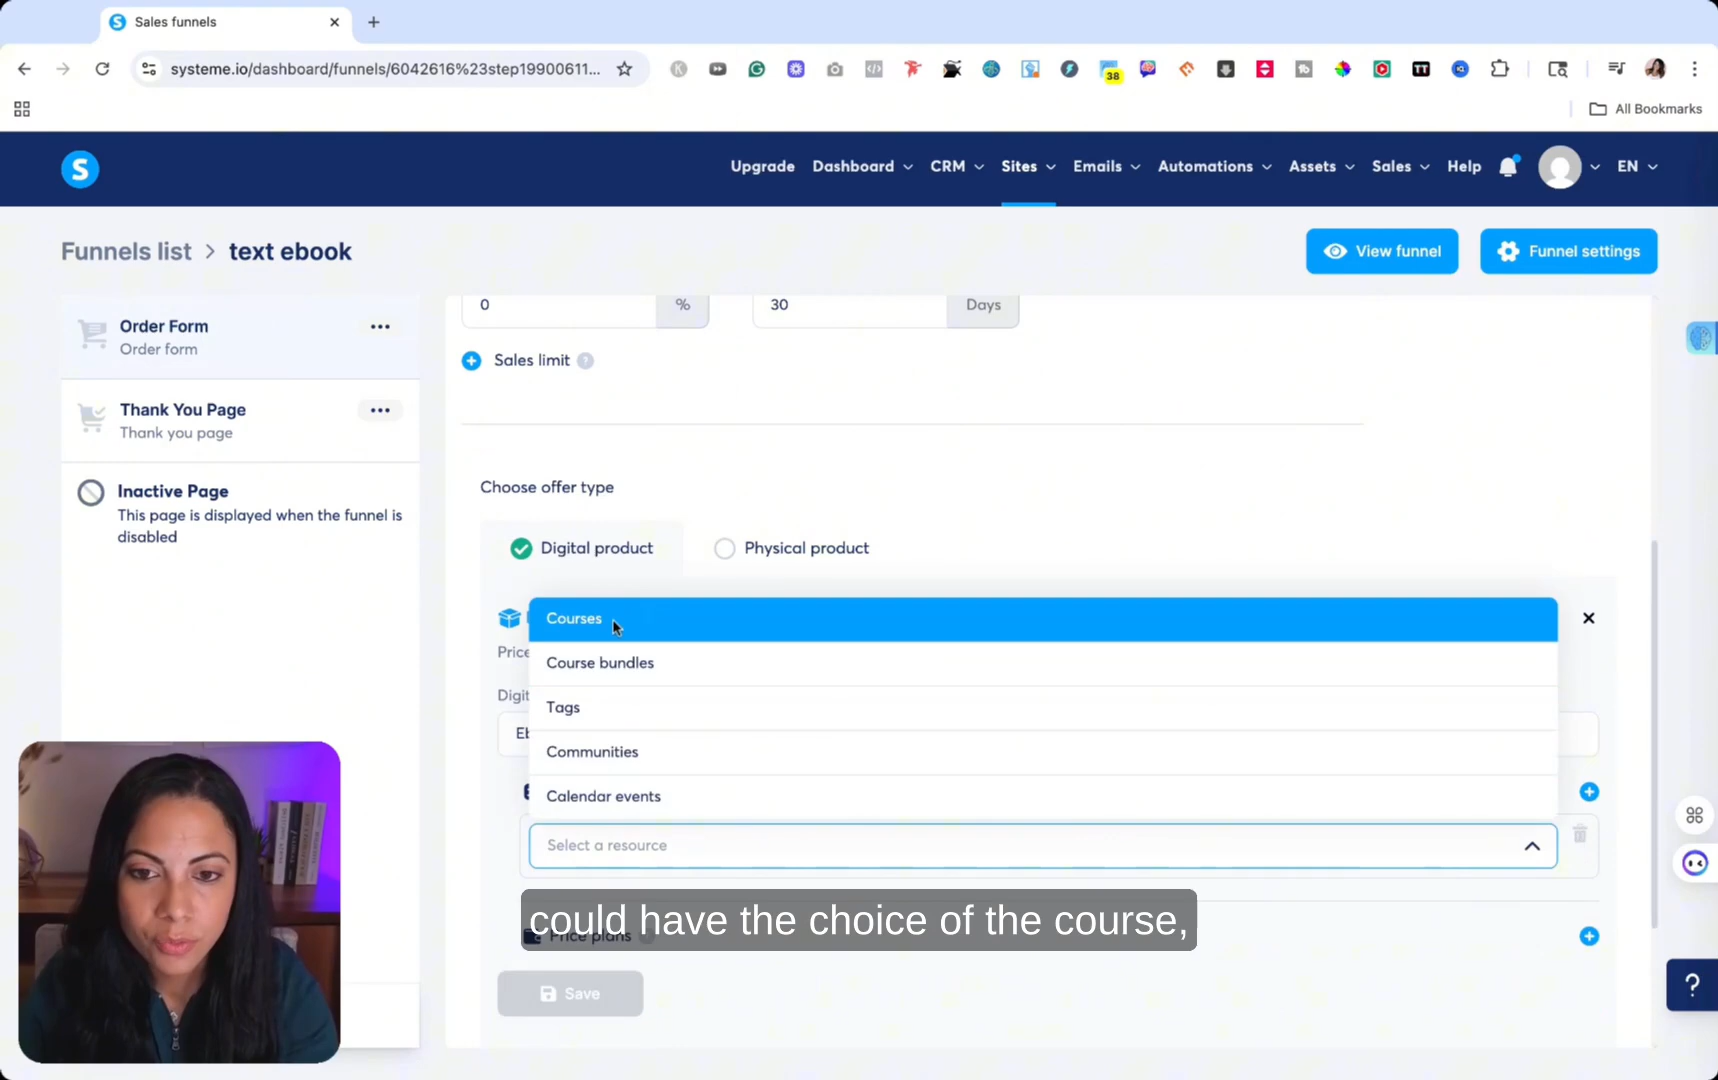 Sales funnels
systeme.io/dashboard/funnels/6042616%23step19900611...
38
TT
All Bookmarks
S
Upgrade
Dashboard
CRM
Sites
Emails
Automations
Assets
Sales
Help
EN
Funnels list > text ebook
View funnel
Funnel settings
Order Form
Order form
Thank You Page
Thank you page
Inactive Page
This page is displayed when the funnel is
disabled
0
%
30
Days
Sales limit
?
Choose offer type
Digital product
Physical product
Courses
Price
Course bundles
Digit
Tags
Communities
Calendar events
Select a resource
could have the choice of the course,
Price plans
Save
?